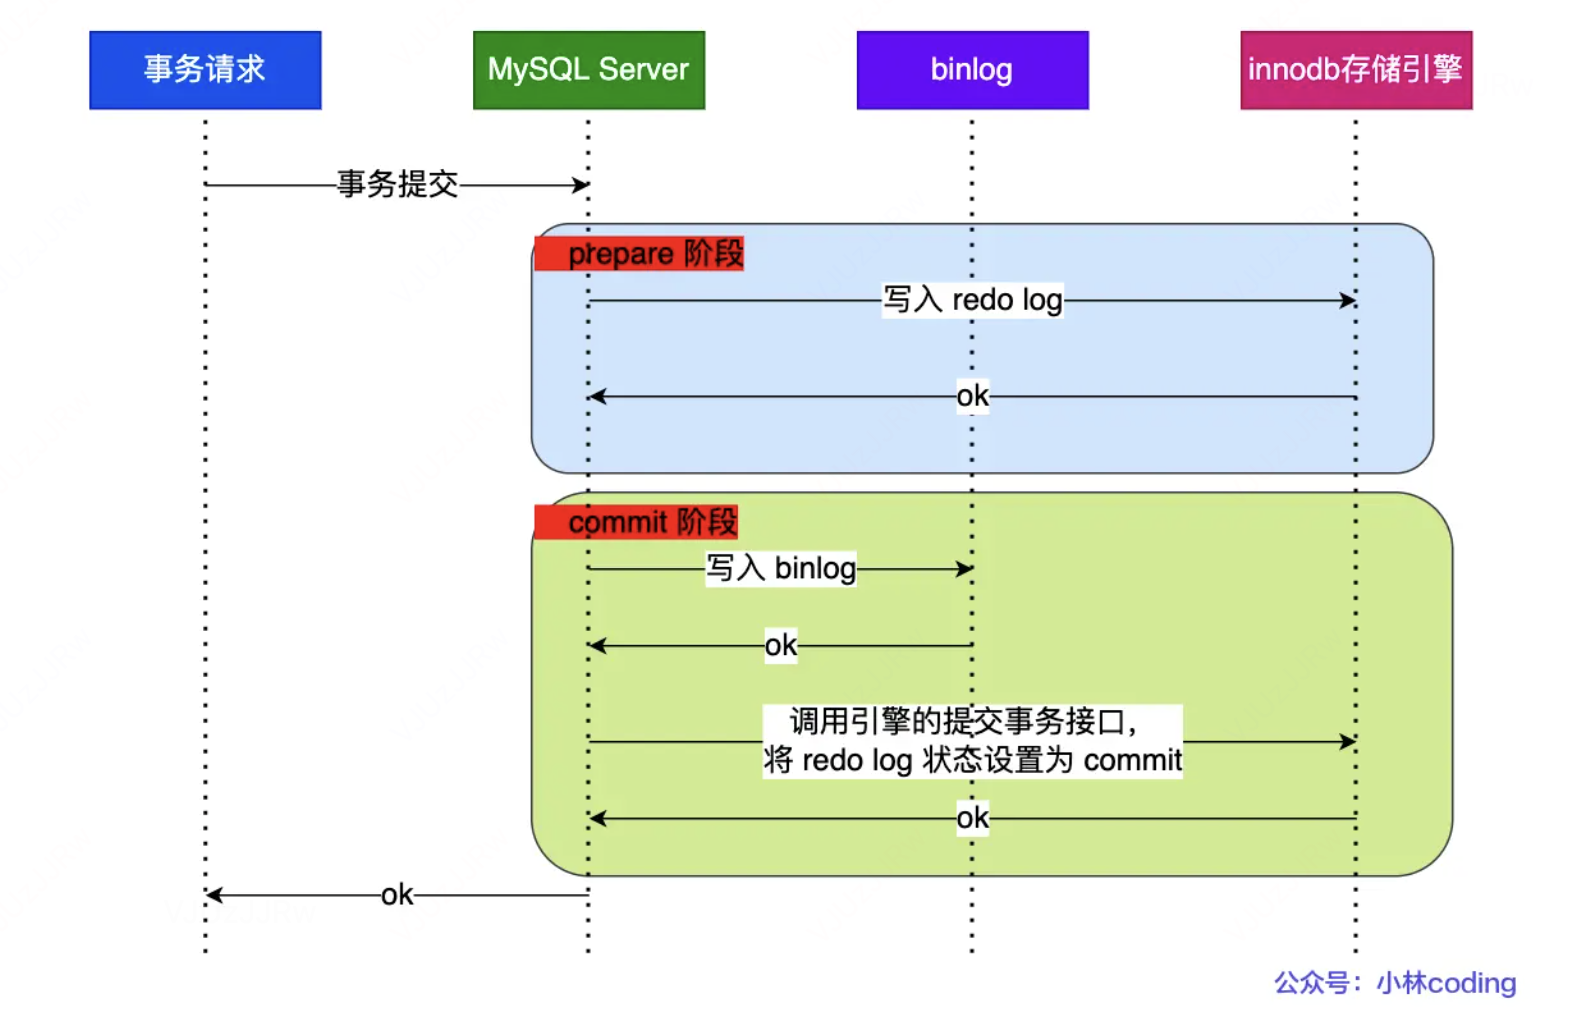 事务请求
MySQL Server
binlog
innodb存储引擎
事务提交
prepare 阶段
写入 redo log
ok
commit 阶段
写入 binlog
ok
调用引擎的提交事务接口，
将 redo log 状态设置为 commit
ok
ok
公众号：小林coding